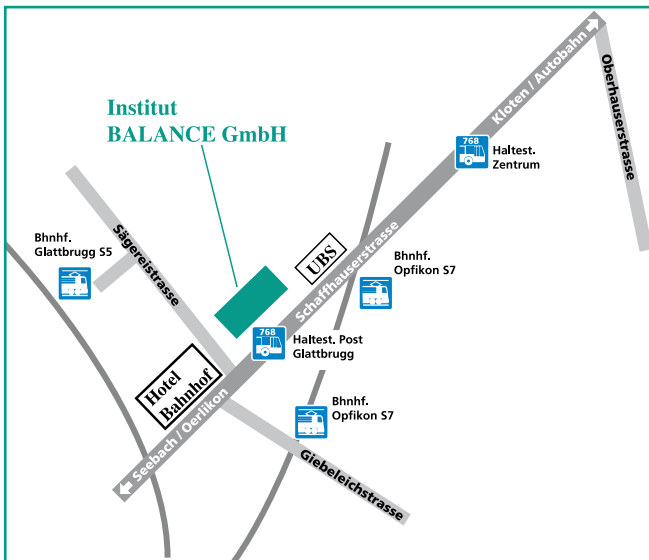 Kloten / Autobahn
Oberhauserstrasse
Institut
BALANCE GmbH
768
Haltest.
Zentrum
Sägereistrasse
Bhnhf.
Glattbrugg S5
UBS
Schaffhauserstrasse
Bhnhf.
Opfikon S7
768
Haltest. Post
Glattbrugg
Hotel
Bahnhof
Bhnhf.
Opfikon S7
Seebach / Oerlikon
Giebeleichstrasse